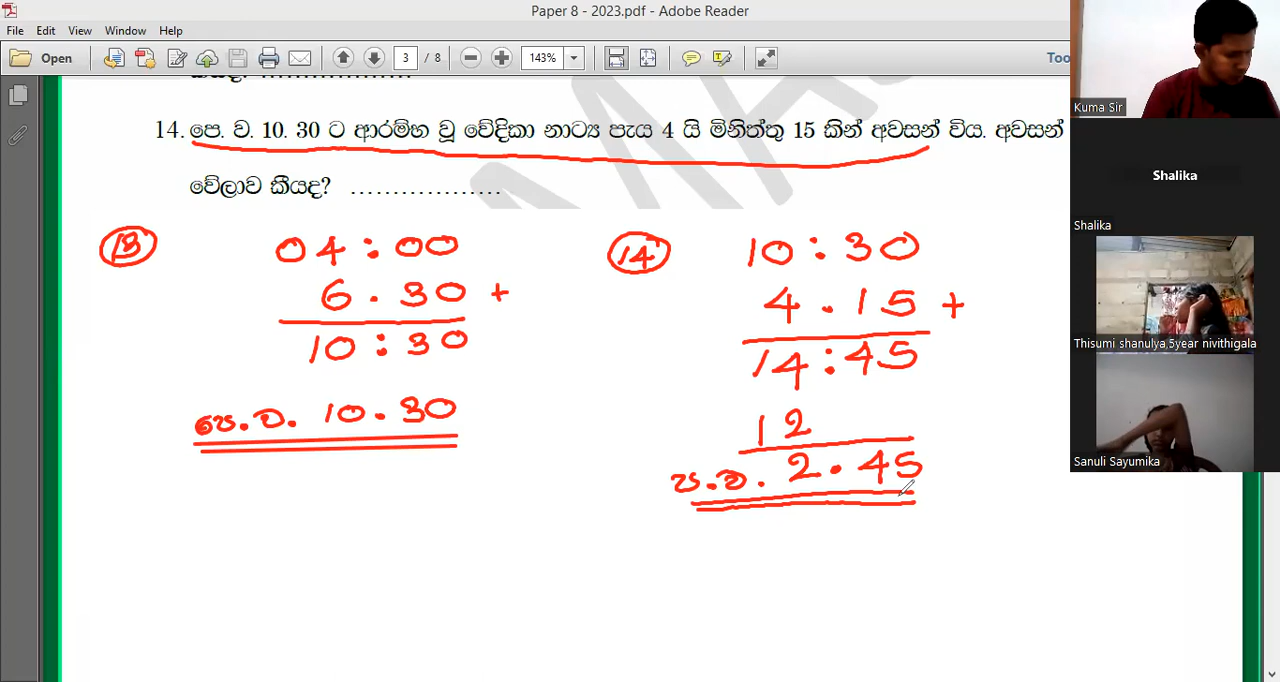 Paper 8 - 2023.pdf - Adobe Reader
File Edit View Window Help
Open 3 / 8 143% Too
14. පෙ. ව. 10. 30 ට ආරම්භ වූ වේදිකා නාට්‍ය පැය 4 යි මිනිත්තු 15 කින් අවසන් විය. අවසන්
වේලාව කීයද? ..................
13
04:00
6.30 +
10:30
පෙ.ව. 10.30
14
10:30
4.15 +
14:45
12
ප.ව. 2.45
Kuma Sir
Shalika
Shalika
Thisumi shanulya,5year nivithigala
Sanuli Sayumika